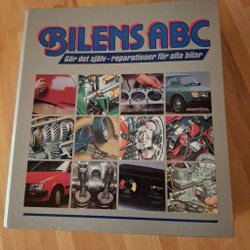 BILENS ABC
Gör det själv - reparationer för alla bilar